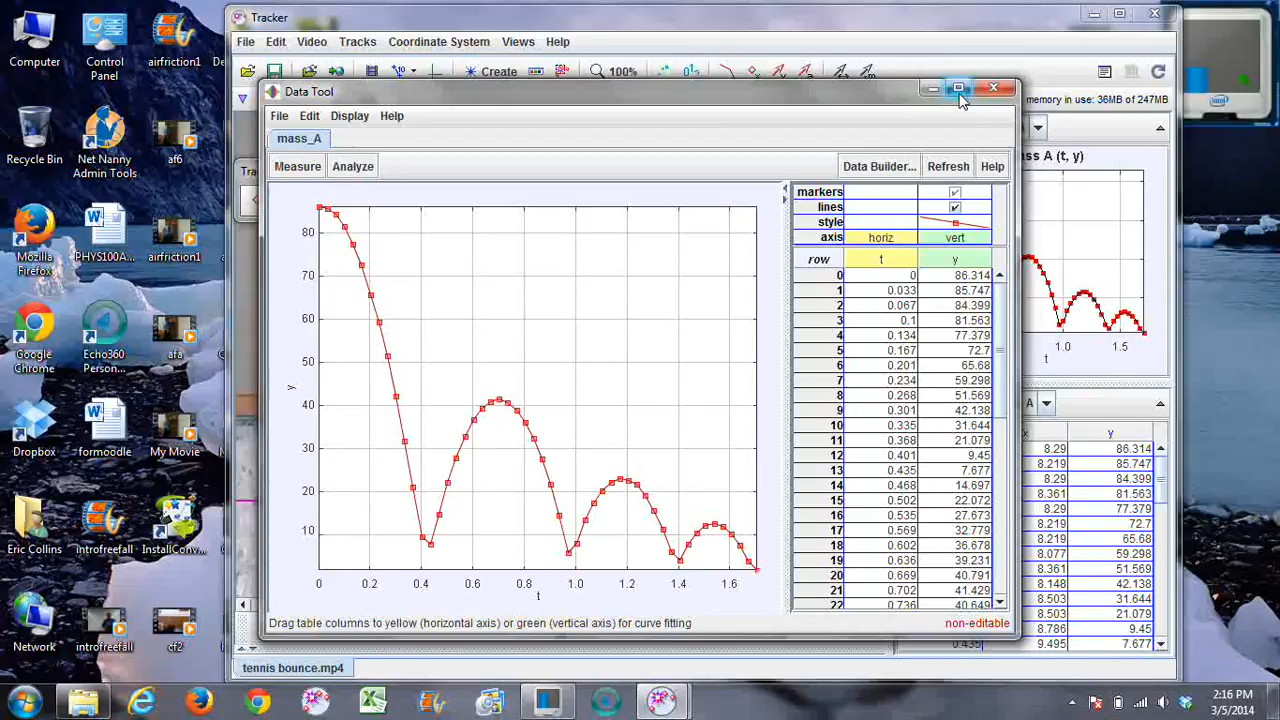 Computer
Control Panel
airfriction1
Recycle Bin
Net Nanny Admin Tools
af6
Mozilla Firefox
PHYS100A...
airfriction1
Google Chrome
Echo360 Person...
afa
Dropbox
formoodle
My Movie
Eric Collins
introfreefall
InstallConv...
Network
introfreefall
cf2
Tracker
File Edit Video Tracks Coordinate System Views Help
Create 100%
memory in use: 36MB of 247MB
Data Tool
File Edit Display Help
mass_A
Measure Analyze Data Builder... Refresh Help
80
70
60
50
40
30
20
10
y
0 0.2 0.4 0.6 0.8 1.0 1.2 1.4 1.6
t
markers
lines
style
axis horiz vert
row t y
0 0 86.314
1 0.033 85.747
2 0.067 84.399
3 0.1 81.563
4 0.134 77.379
5 0.167 72.7
6 0.201 65.68
7 0.234 59.298
8 0.268 51.569
9 0.301 42.138
10 0.335 31.644
11 0.368 21.079
12 0.401 9.45
13 0.435 7.677
14 0.468 14.697
15 0.502 22.072
16 0.535 27.673
17 0.569 32.779
18 0.602 36.678
19 0.636 39.231
20 0.669 40.791
21 0.702 41.429
22 0.736 40.649
Drag table columns to yellow (horizontal axis) or green (vertical axis) for curve fitting non-editable
ss A (t, y)
1.0 1.5
t
A
x y
8.29 86.314
8.219 85.747
8.29 84.399
8.361 81.563
8.29 77.379
8.219 72.7
8.219 65.68
8.077 59.298
8.361 51.569
8.148 42.138
8.503 31.644
8.503 21.079
8.786 9.45
0.435 9.495 7.677
tennis bounce.mp4
2:16 PM
3/5/2014